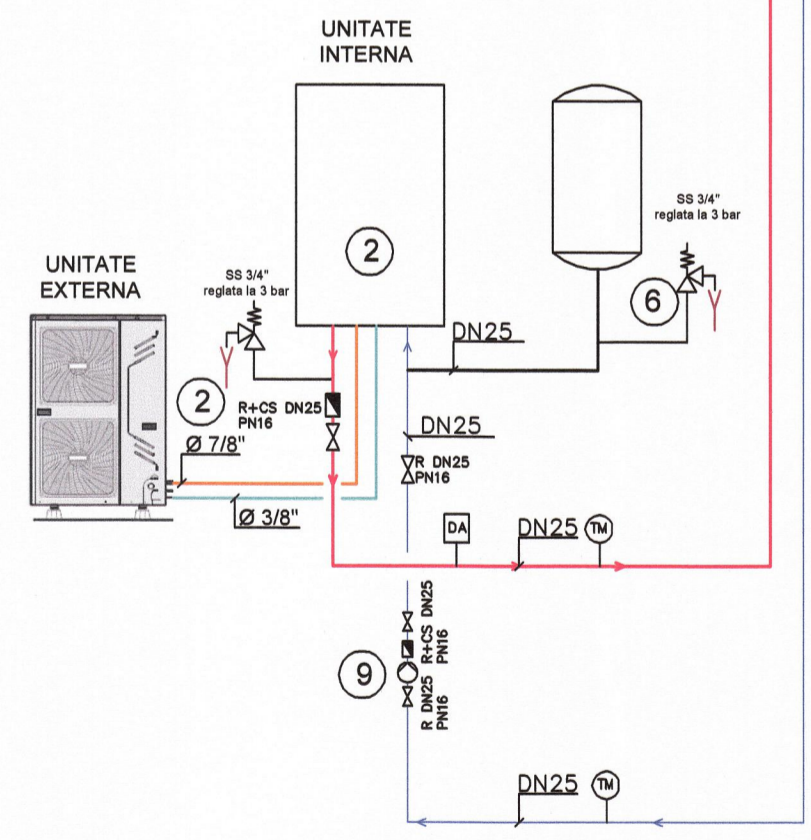 UNITATE
INTERNA
SS 3/4"
reglata la 3 bar
2
UNITATE
EXTERNA
SS 3/4"
reglata la 3 bar
6
DN25
2
R+CS DN25
PN16
DN25
Ø 7/8"
R DN25
PN16
Ø 3/8"
DA
DN25
TM
R+CS DN25
PN16
9
R DN25
PN16
DN25
TM